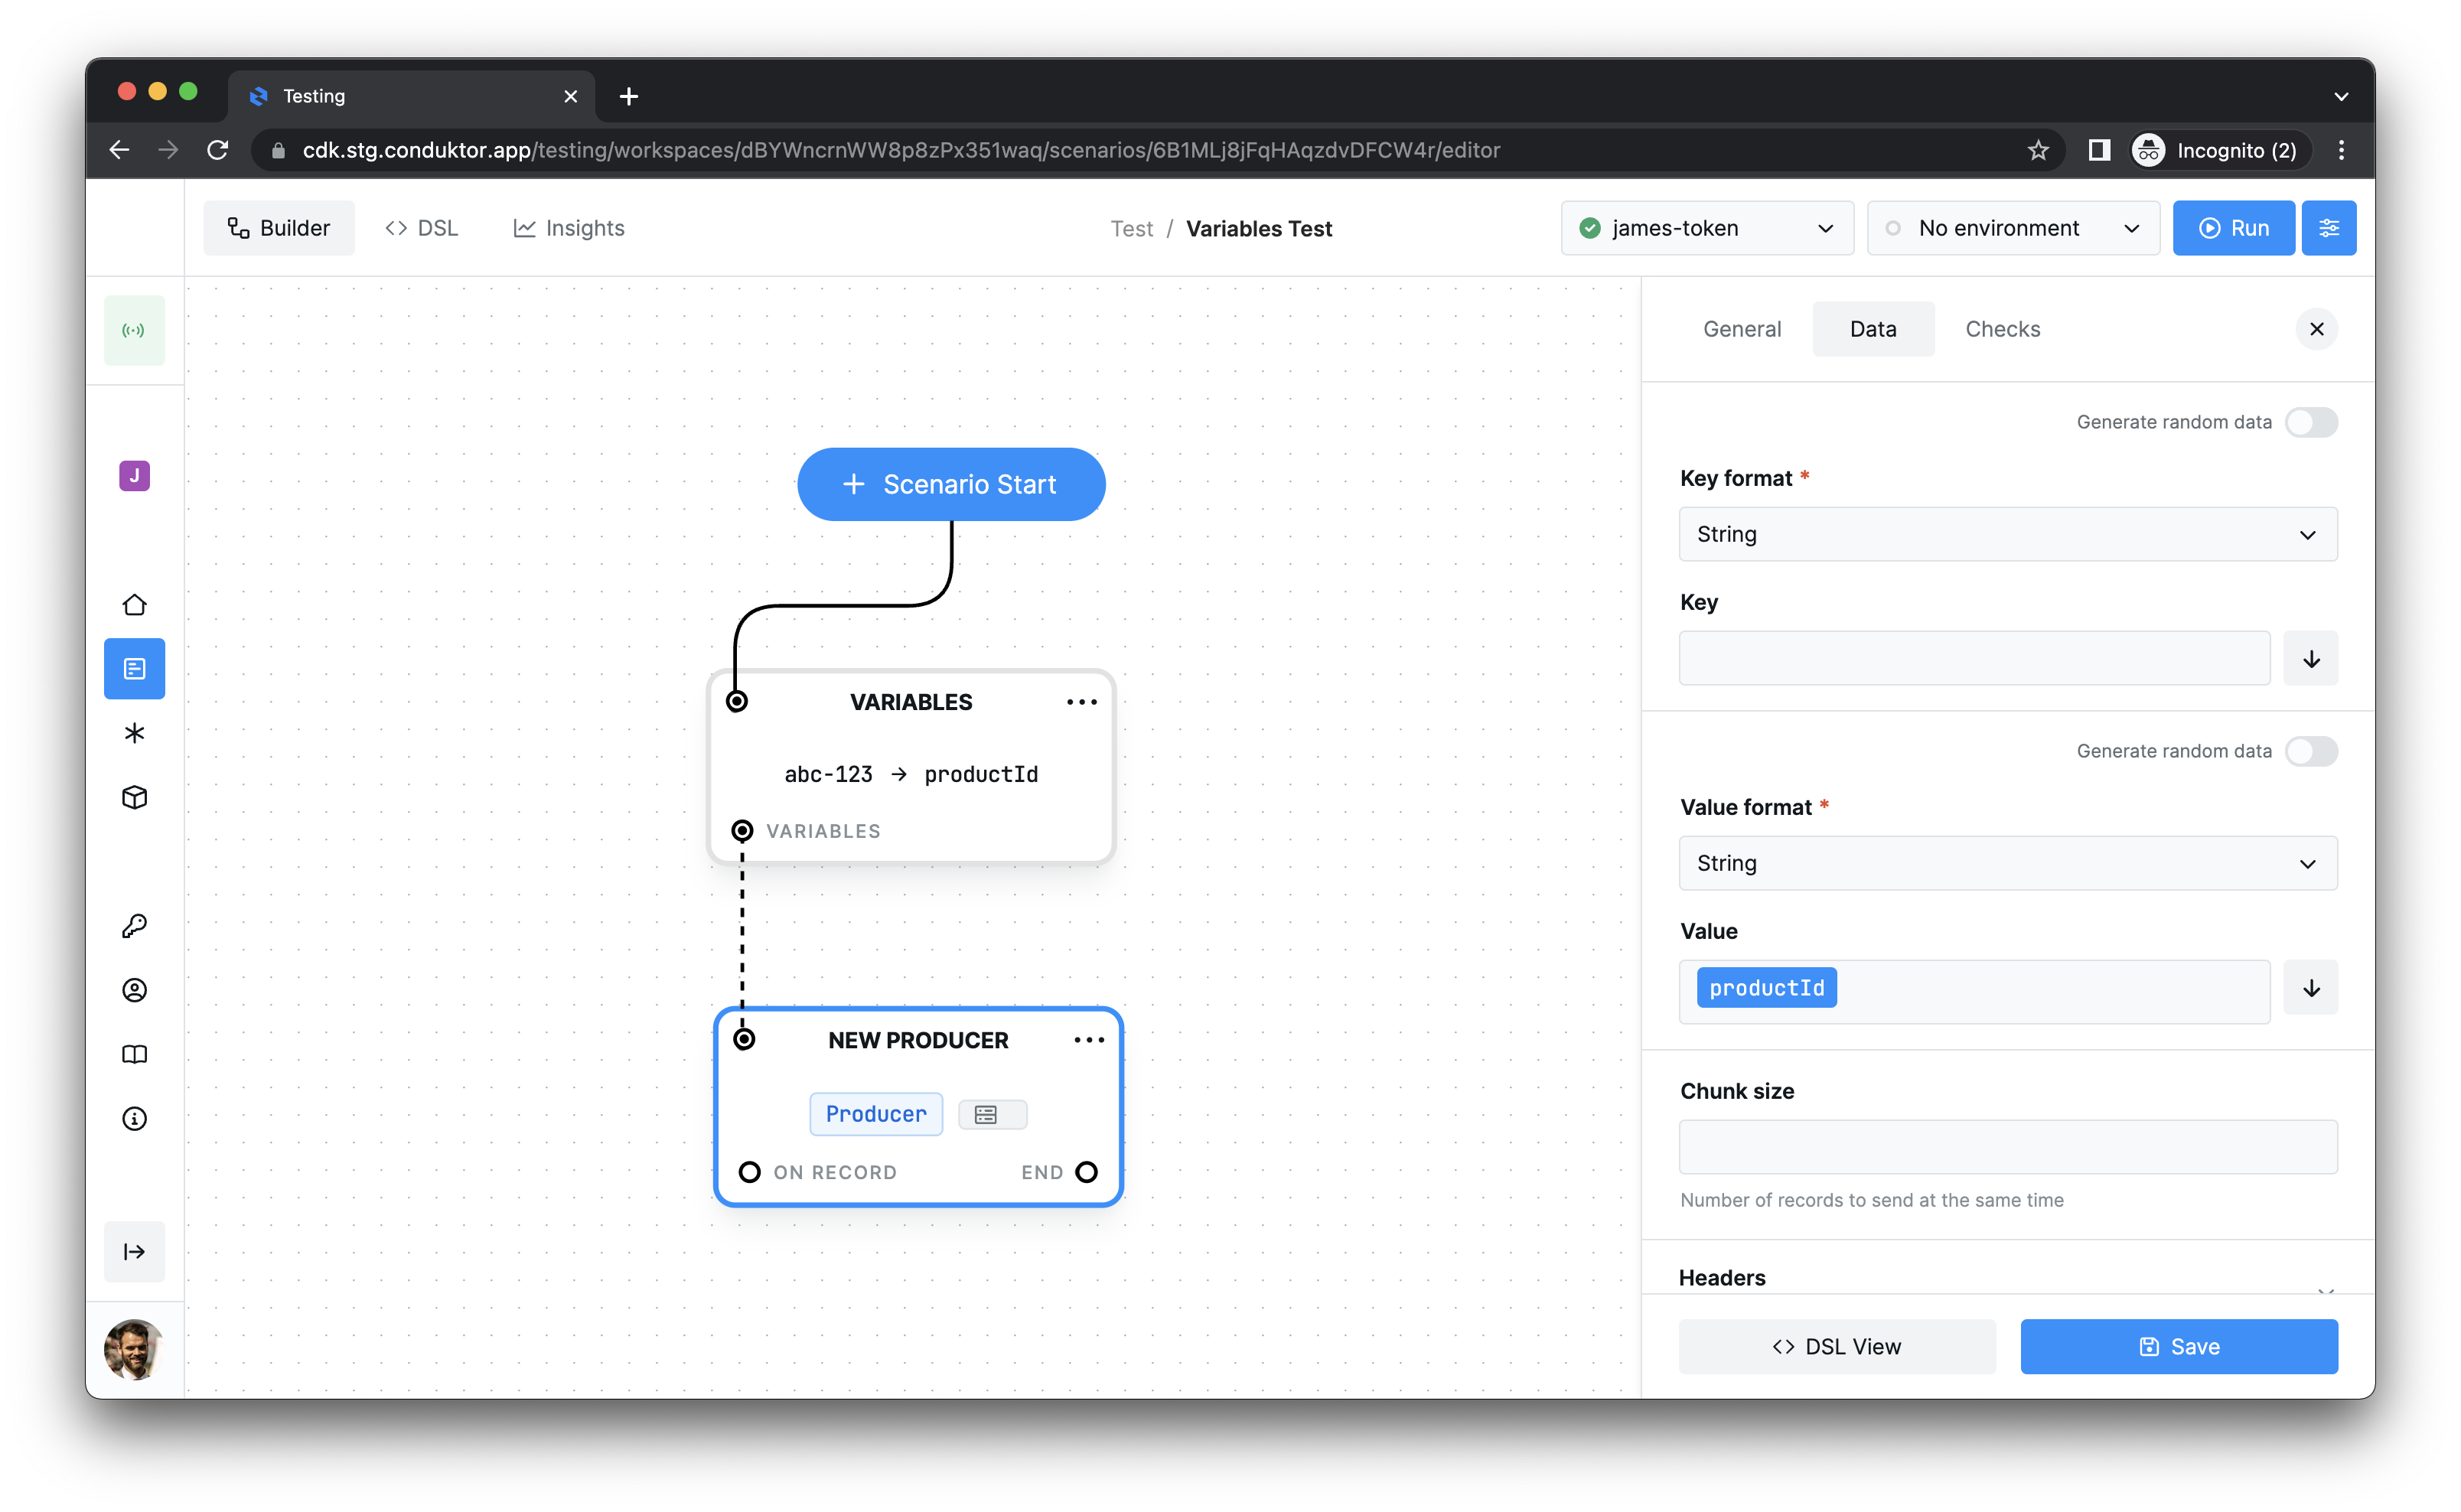 Testing
cdk.stg.conduktor.app/testing/workspaces/dBYWncrnWW8p8zPx351waq/scenarios/6B1MLj8jFqHAqzdvDFCW4r/editor
Incognito (2)
Builder
<> DSL
Insights
Test / Variables Test
james-token
No environment
Run
General
Data
Checks
J
Generate random data
Key format *
String
Key
Scenario Start
VARIABLES
abc-123 → productId
VARIABLES
Generate random data
Value format *
String
Value
productId
NEW PRODUCER
Producer
ON RECORD
END
Chunk size
Number of records to send at the same time
Headers
<> DSL View
Save